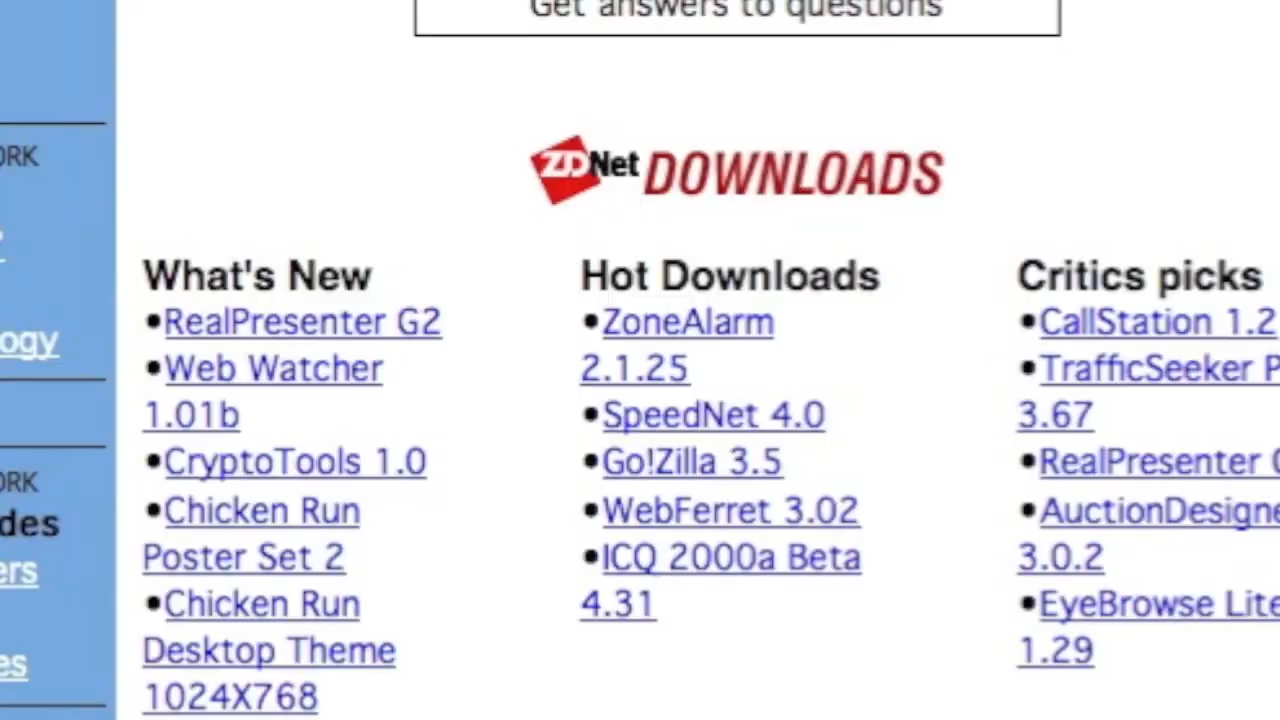 Get answers to questions
ORK
ogy
ORK
des
ers
es
ZDNet DOWNLOADS
What's New
•RealPresenter G2
•Web Watcher
1.01b
•CryptoTools 1.0
•Chicken Run
Poster Set 2
•Chicken Run
Desktop Theme
1024X768
Hot Downloads
•ZoneAlarm
2.1.25
•SpeedNet 4.0
•Go!Zilla 3.5
•WebFerret 3.02
•ICQ 2000a Beta
4.31
Critics picks
•CallStation 1.2
•TrafficSeeker P
3.67
•RealPresenter
•AuctionDesigne
3.0.2
•EyeBrowse Lite
1.29